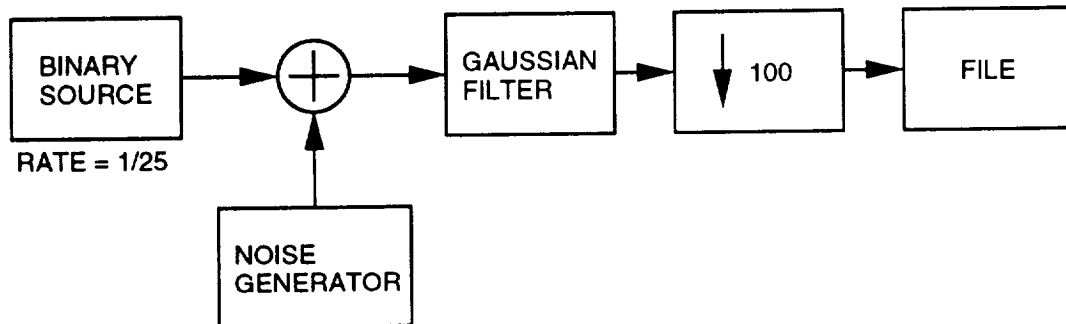 BINARY
SOURCE
RATE = 1/25
NOISE
GENERATOR
GAUSSIAN
FILTER
100
FILE